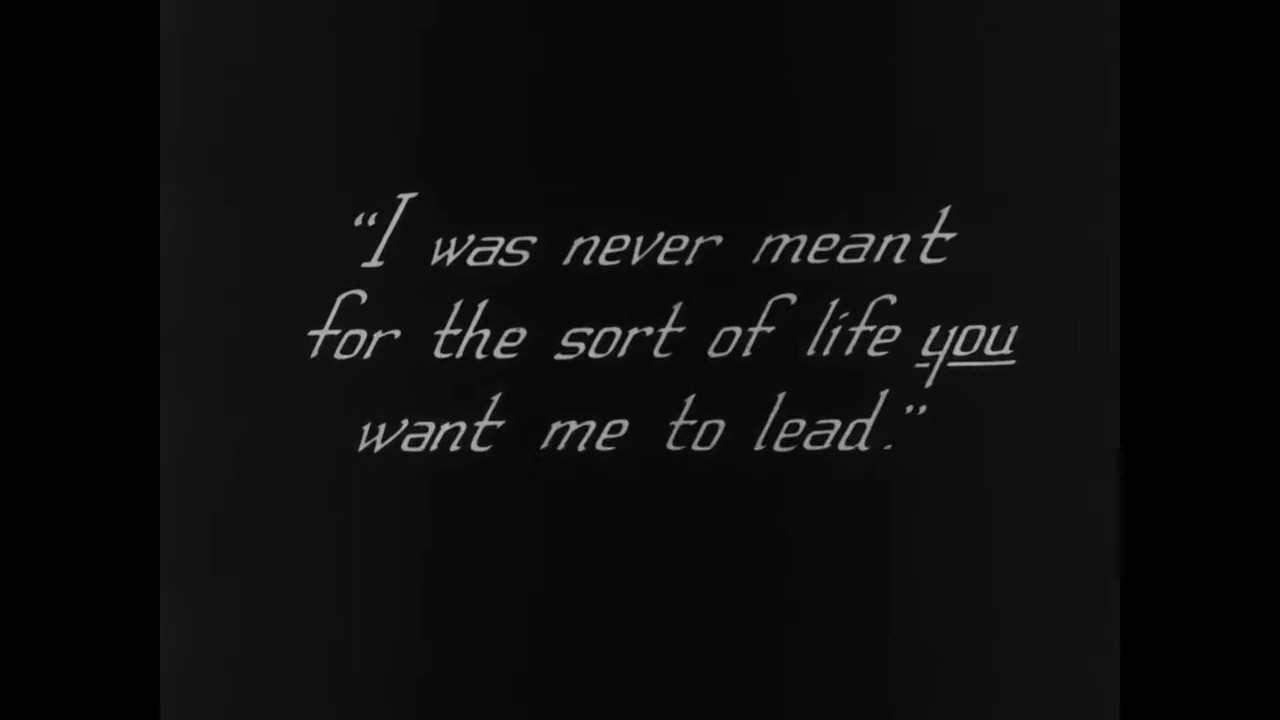 “I was never meant
for the sort of life you
want me to lead.”